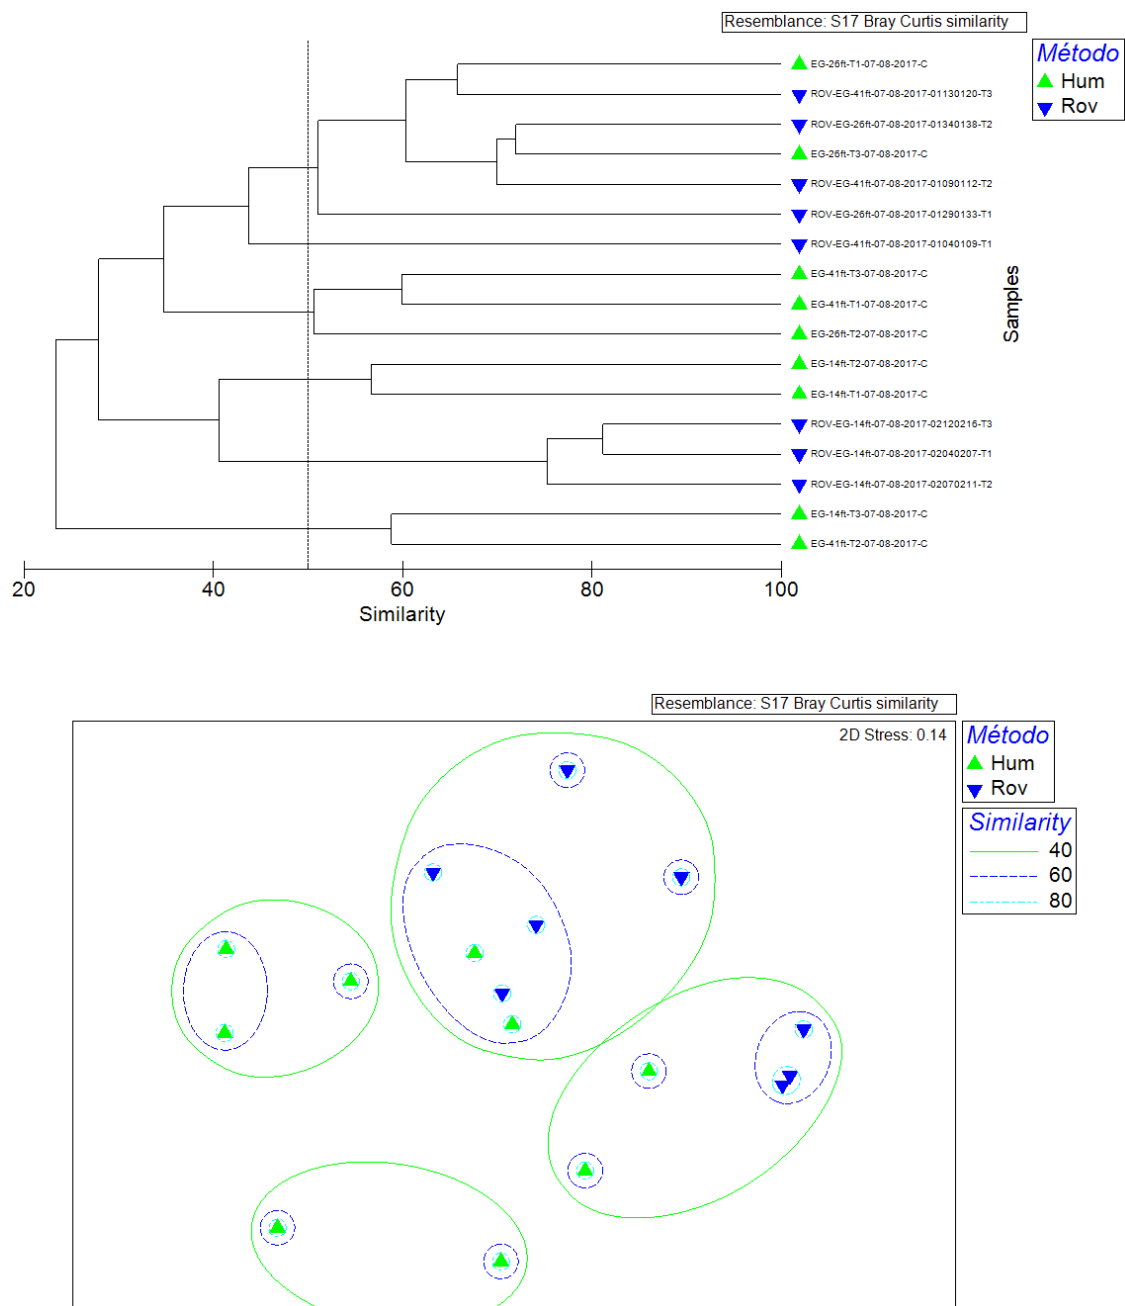 Resemblance: S17 Bray Curtis similarity
Método
Hum
Rov
EG-26ft-T1-07-08-2017-C
ROV-EG-41ft-07-08-2017-01130120-T3
ROV-EG-26ft-07-08-2017-01340138-T2
EG-26ft-T3-07-08-2017-C
ROV-EG-41ft-07-08-2017-01090112-T2
ROV-EG-26ft-07-08-2017-01290133-T1
ROV-EG-41ft-07-08-2017-01040109-T1
EG-41ft-T3-07-08-2017-C
EG-41ft-T1-07-08-2017-C
EG-26ft-T2-07-08-2017-C
EG-14ft-T2-07-08-2017-C
EG-14ft-T1-07-08-2017-C
ROV-EG-14ft-07-08-2017-02120216-T3
ROV-EG-14ft-07-08-2017-02040207-T1
ROV-EG-14ft-07-08-2017-02070211-T2
EG-14ft-T3-07-08-2017-C
EG-41ft-T2-07-08-2017-C
Samples
20 40 60 80 100
Similarity
Resemblance: S17 Bray Curtis similarity
2D Stress: 0.14
Método
Hum
Rov
Similarity
40
60
80